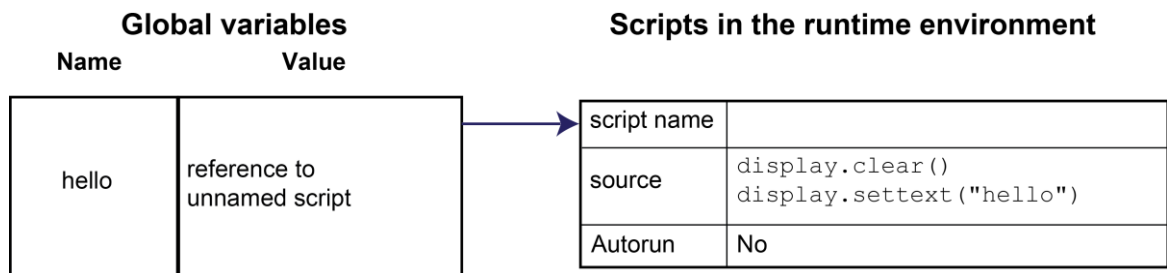 Global variables
Scripts in the runtime environment
Name
Value
hello
reference to
unnamed script
script name
source
display.clear()
display.settext("hello")
Autorun
No